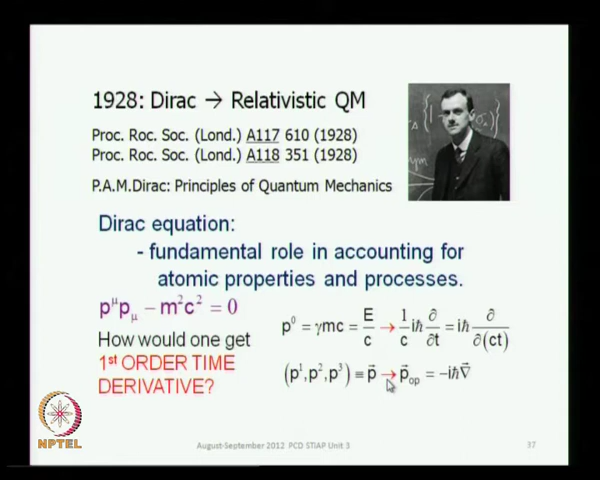 1928: Dirac → Relativistic QM
Proc. Roc. Soc. (Lond.) A117 610 (1928)
Proc. Roc. Soc. (Lond.) A118 351 (1928)
P.A.M.Dirac: Principles of Quantum Mechanics
Dirac equation:
- fundamental role in accounting for
atomic properties and processes.
p^μ p_μ − m²c² = 0
How would one get
1st ORDER TIME
DERIVATIVE?
p⁰ = γmc = E/c → (1/c) iħ ∂/∂t = iħ ∂/∂(ct)
(p¹, p², p³) ≡ p⃗ → p⃗_op = −iħ∇⃗
NPTEL
August-September 2012 PCD STIAP Unit 3
37